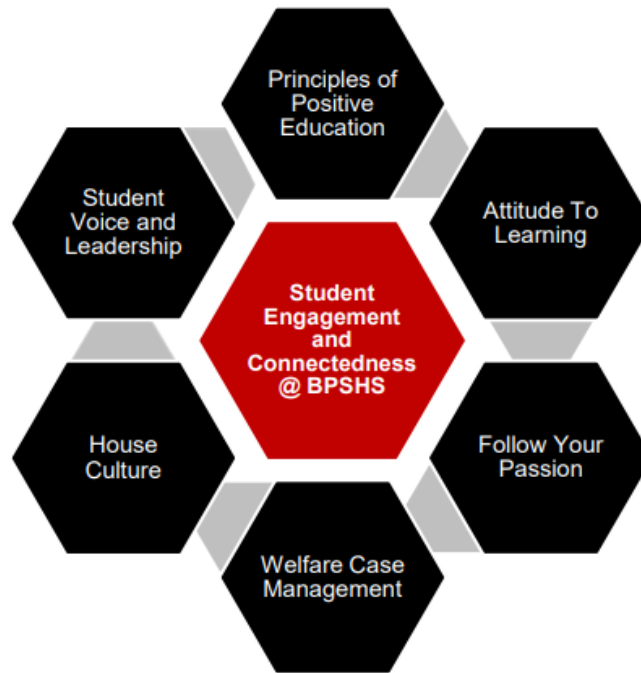 Principles of
Positive
Education
Student
Voice and
Leadership
Attitude To
Learning
Student
Engagement
and
Connectedness
@ BPSHS
House
Culture
Follow Your
Passion
Welfare Case
Management